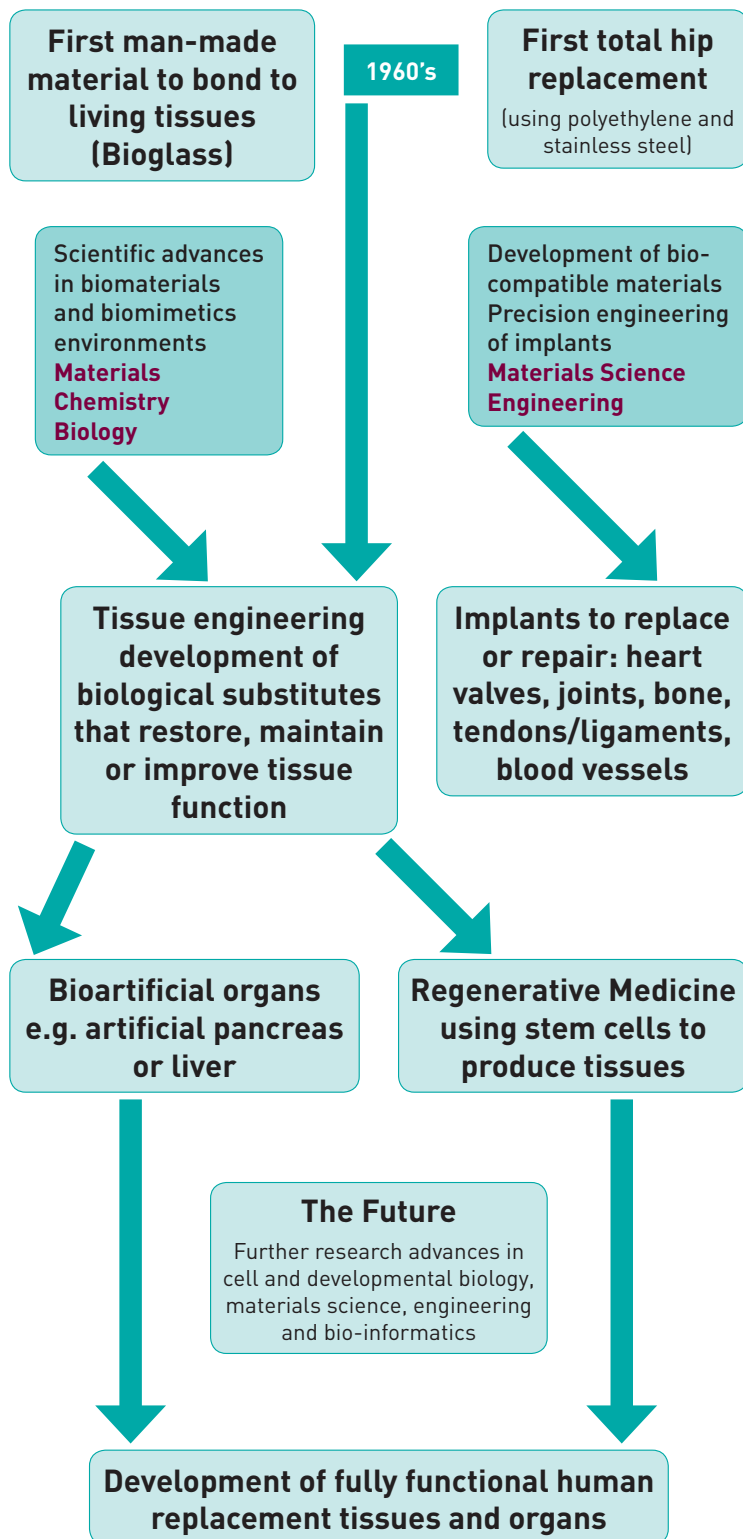 First man-made
material to bond to
living tissues
(Bioglass)
1960's
First total hip
replacement
(using polyethylene and
stainless steel)
Scientific advances
in biomaterials
and biomimetics
environments
Materials
Chemistry
Biology
Development of bio-
compatible materials
Precision engineering
of implants
Materials Science
Engineering
Tissue engineering
development of
biological substitutes
that restore, maintain
or improve tissue
function
Implants to replace
or repair: heart
valves, joints, bone,
tendons/ligaments,
blood vessels
Bioartificial organs
e.g. artificial pancreas
or liver
Regenerative Medicine
using stem cells to
produce tissues
The Future
Further research advances in
cell and developmental biology,
materials science, engineering
and bio-informatics
Development of fully functional human
replacement tissues and organs